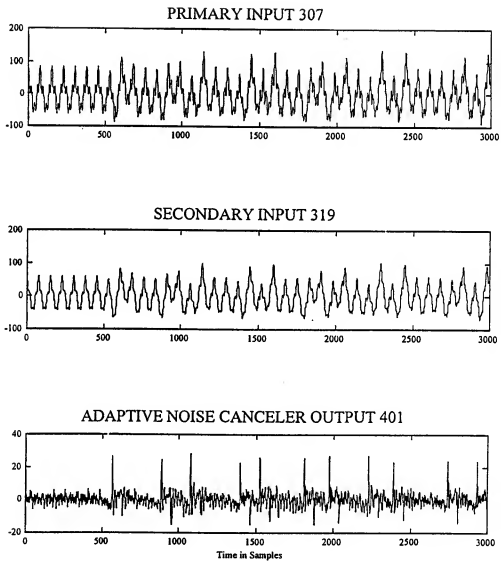 PRIMARY INPUT 307
200
100
0
-100
0 500 1000 1500 2000 2500 3000
SECONDARY INPUT 319
200
100
0
-100
0 500 1000 1500 2000 2500 3000
ADAPTIVE NOISE CANCELER OUTPUT 401
40
20
0
-20
0 500 1000 1500 2000 2500 3000
Time in Samples